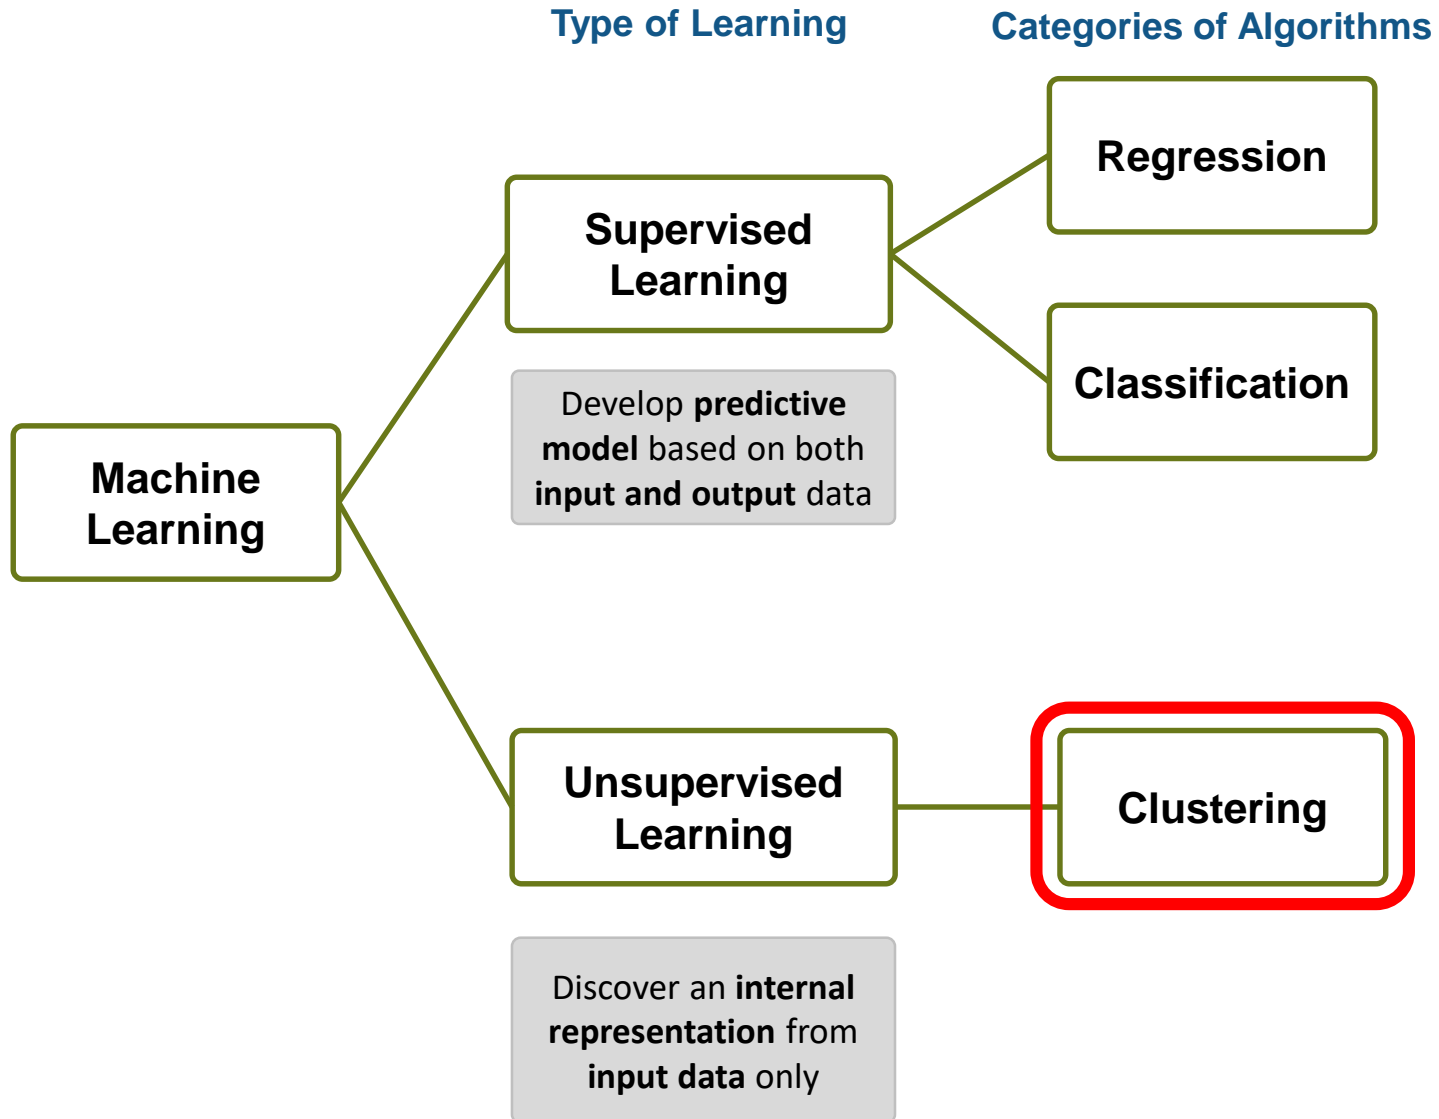 Type of Learning
Categories of Algorithms
Regression
Supervised
Learning
Classification
Develop predictive
model based on both
input and output data
Machine
Learning
Unsupervised
Learning
Clustering
Discover an internal
representation from
input data only